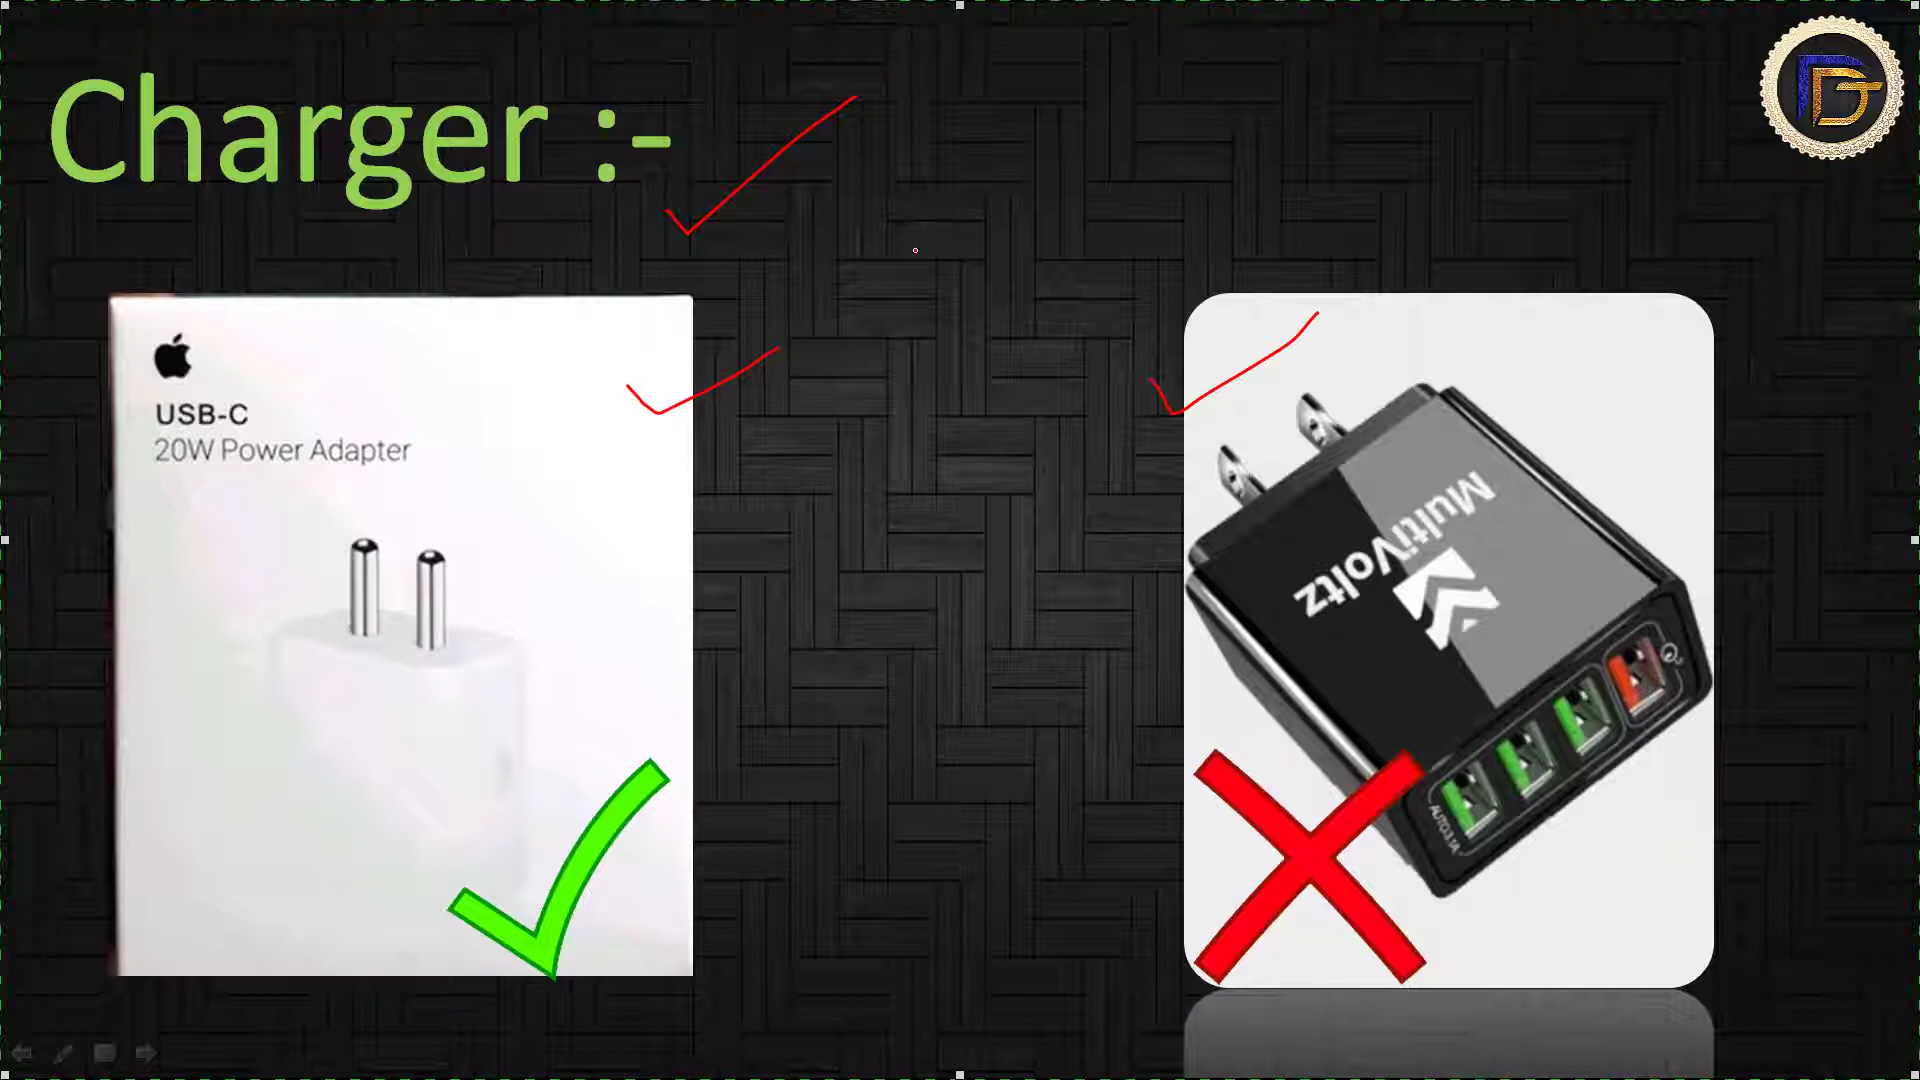 Charger :-
USB-C
20W Power Adapter
MultiVoltz
AUTO3.1A